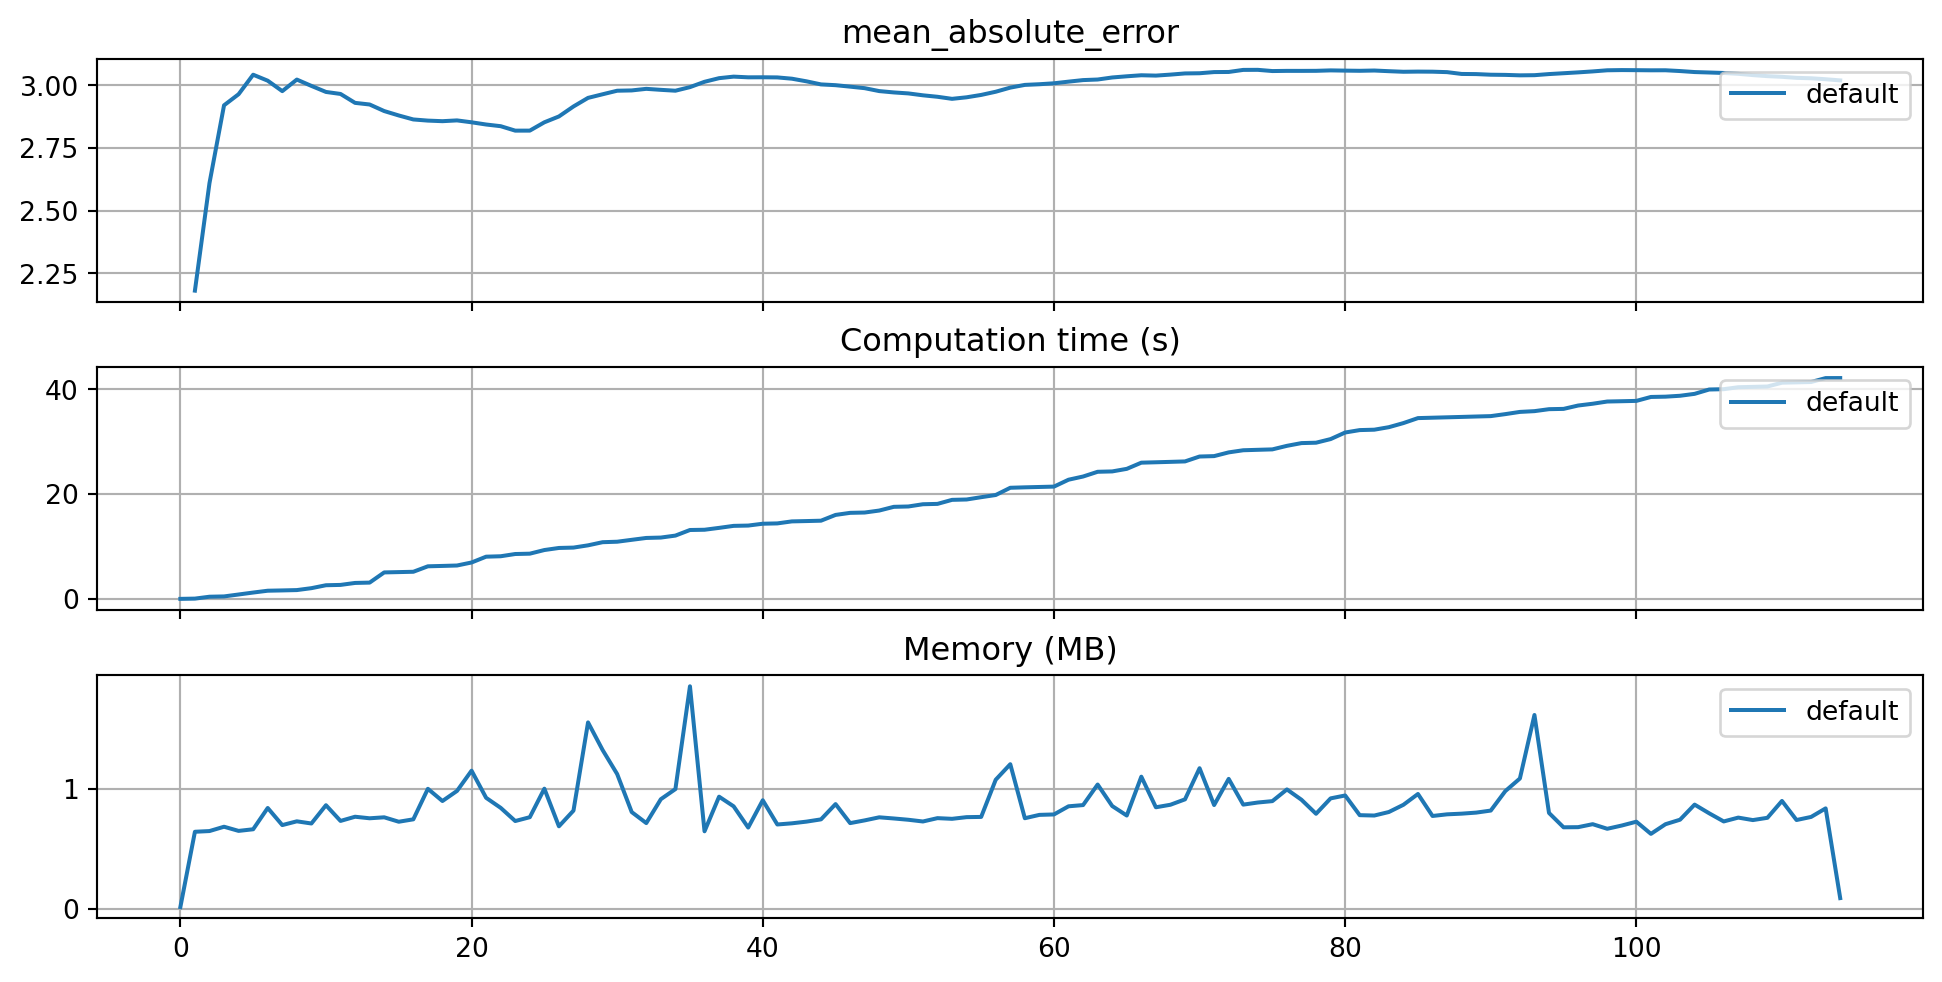 mean_absolute_error
3.00
2.75
2.50
2.25
default
Computation time (s)
40
20
0
default
Memory (MB)
1
0
default
0 20 40 60 80 100